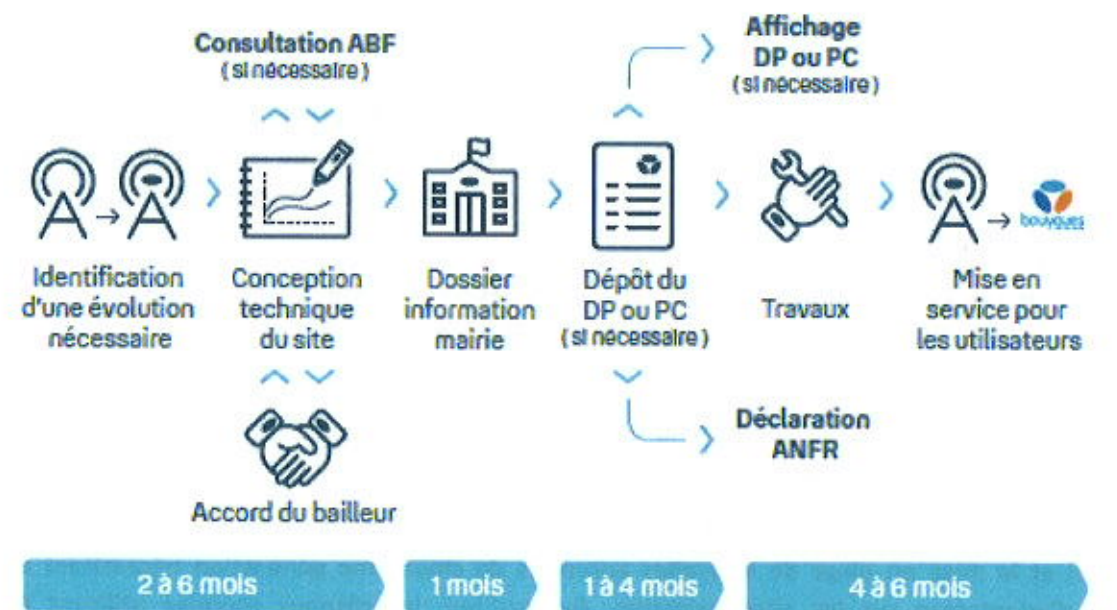 Consultation ABF
( si nécessaire )
Affichage
DP ou PC
( si nécessaire )
Identification
d'une évolution
nécessaire
Conception
technique
du site
Dossier
information
mairie
Dépôt du
DP ou PC
( si nécessaire )
Travaux
bouygues
Mise en
service pour
les utilisateurs
Accord du bailleur
Déclaration
ANFR
2 à 6 mois
1 mois
1 à 4 mois
4 à 6 mois